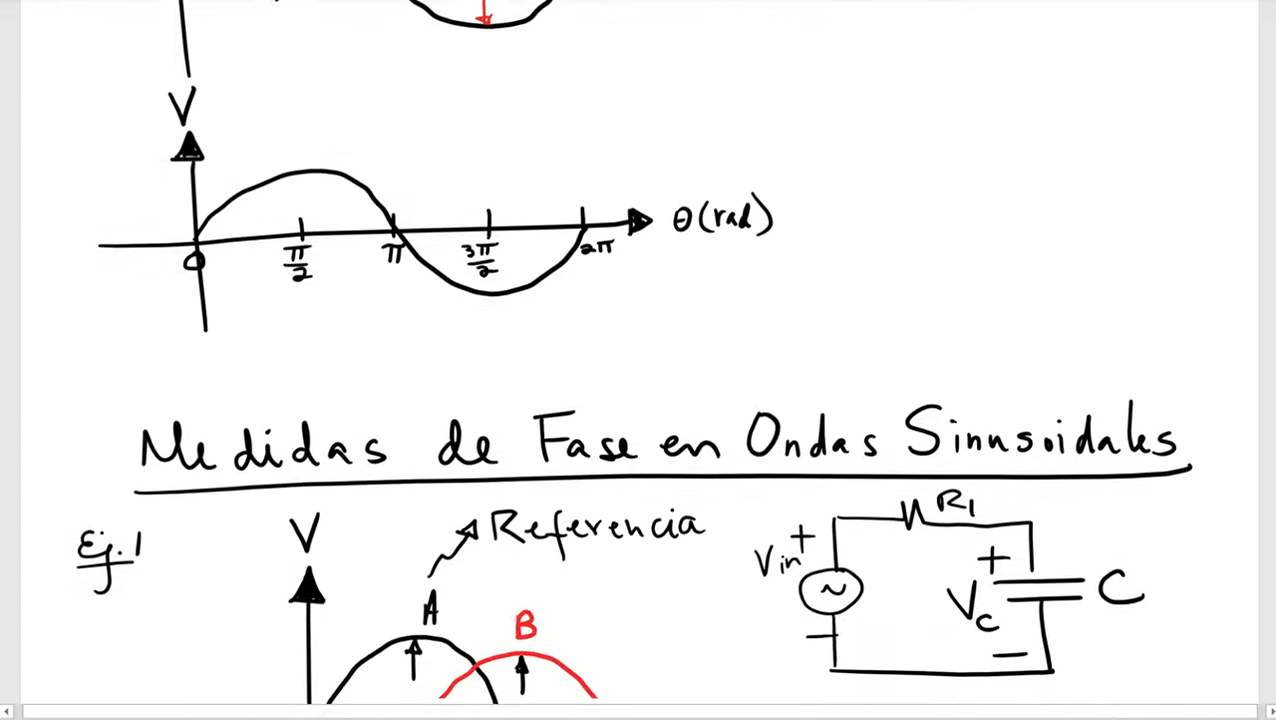 V
θ(rad)
0 π/2 π 3π/2 2π
Medidas de Fase en Ondas Sinusoidales
Ej. 1
V
Referencia
A
B
R1
Vin + -
+ Vc - C